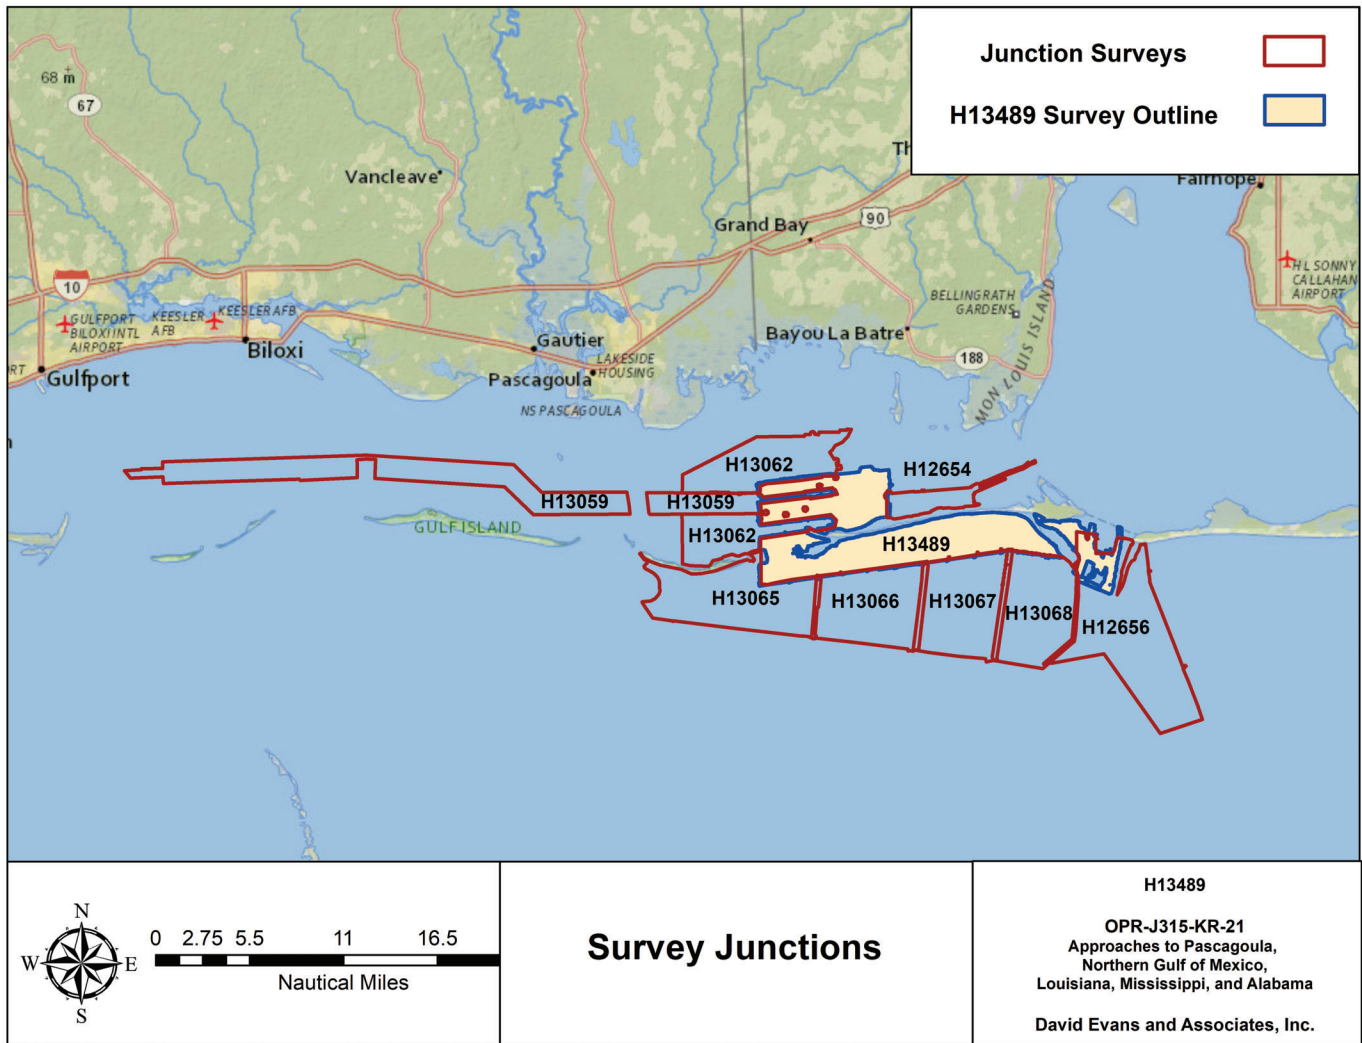 Junction Surveys
H13489 Survey Outline
68 m
67
Vancleave
Fairhope
Grand Bay
90
H L SONNY
CALLAHAN
AIRPORT
10
BELLINGRATH
GARDENS
MON LOUIS ISLAND
GULFPORT
BILOXI INTL
AIRPORT
KEESLER
AFB
KEESLER AFB
Biloxi
Gulfport
Gautier
LAKESIDE
HOUSING
Pascagoula
NS PASCAGOULA
Bayou La Batre
188
H13062
H12654
H13059
H13059
GULF ISLAND
H13062
H13489
H13065
H13066
H13067
H13068
H12656
N
W
E
S
0 2.75 5.5 11 16.5
Nautical Miles
Survey Junctions
H13489
OPR-J315-KR-21
Approaches to Pascagoula,
Northern Gulf of Mexico,
Louisiana, Mississippi, and Alabama
David Evans and Associates, Inc.